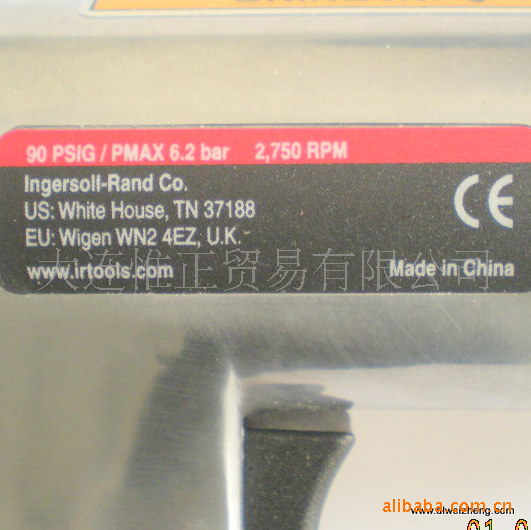 90 PSIG / PMAX 6.2 bar 2,750 RPM
Ingersoll-Rand Co.
US: White House, TN 37188
EU: Wigen WN2 4EZ, U.K.
CE
www.irtools.com Made in China
大连惟正贸易有限公司
alibaba.com.cn
www.dlweizheng.com